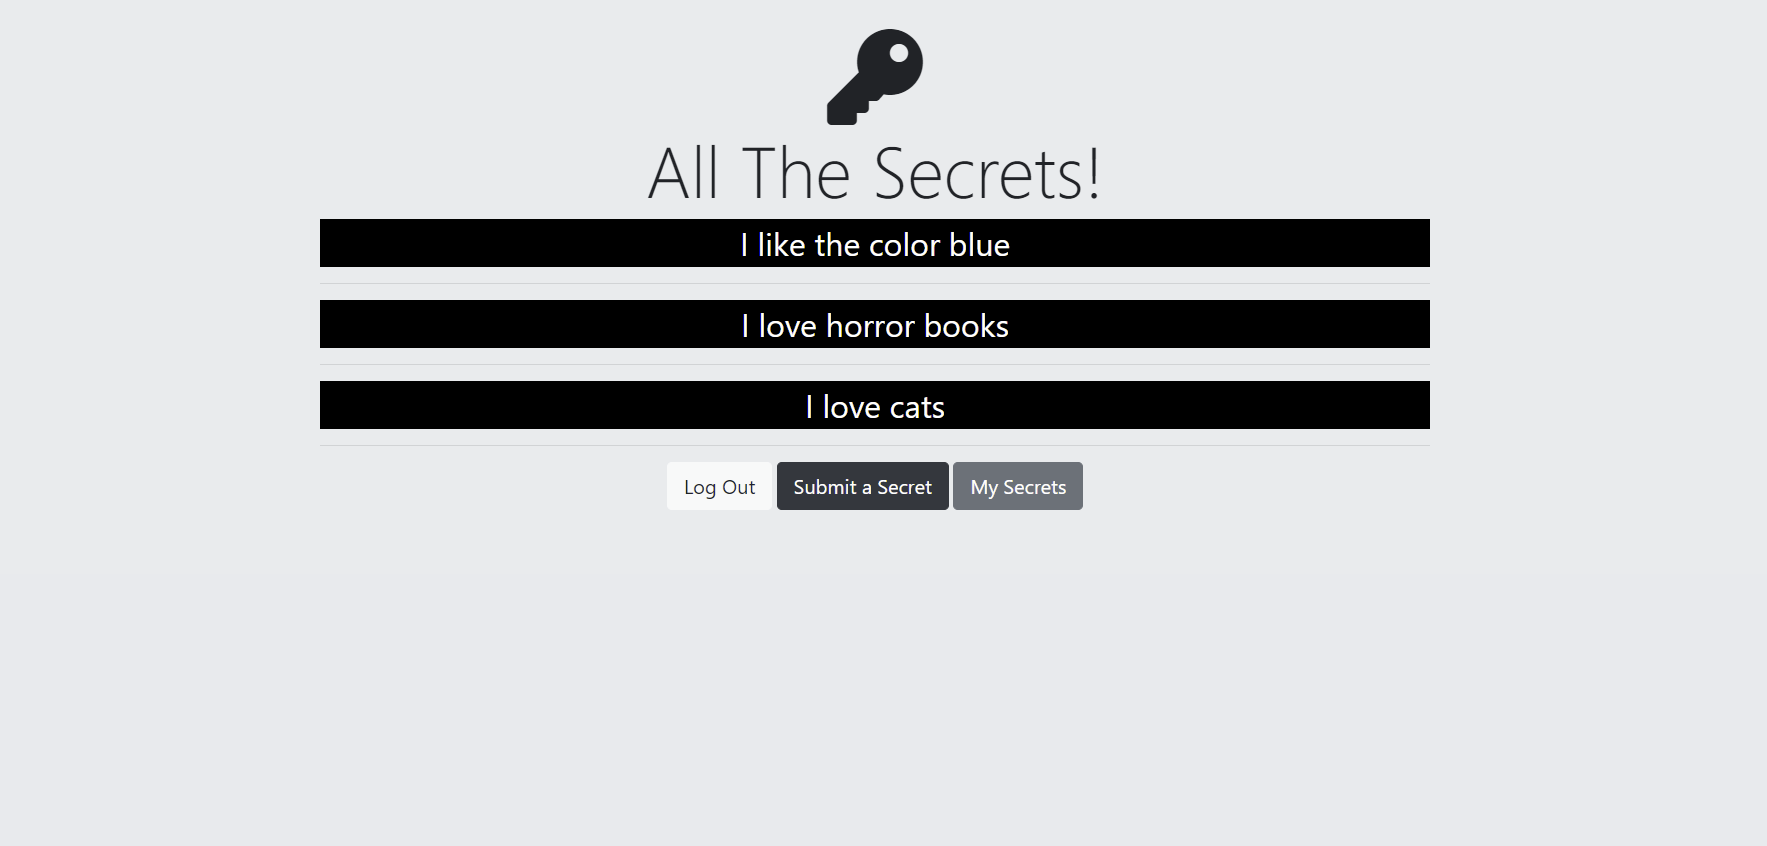 All The Secrets!
I like the color blue
I love horror books
I love cats
Log Out
Submit a Secret
My Secrets